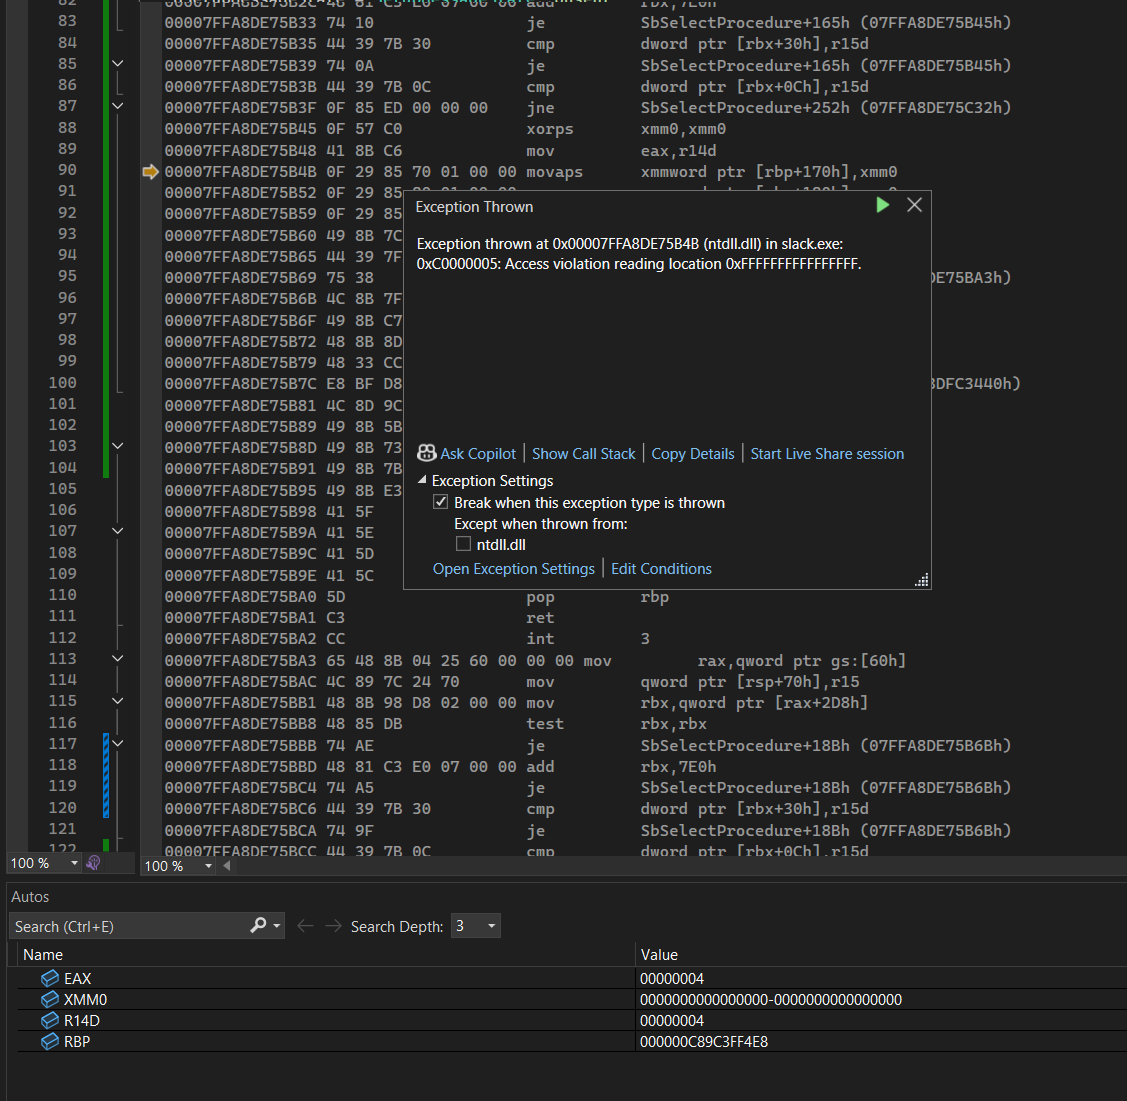 82 00007FFA8DE75B2C 48 81 C3 E0 07 00 00 add rbx,7E0h
83 00007FFA8DE75B33 74 10 je SbSelectProcedure+165h (07FFA8DE75B45h)
84 00007FFA8DE75B35 44 39 7B 30 cmp dword ptr [rbx+30h],r15d
85 00007FFA8DE75B39 74 0A je SbSelectProcedure+165h (07FFA8DE75B45h)
86 00007FFA8DE75B3B 44 39 7B 0C cmp dword ptr [rbx+0Ch],r15d
87 00007FFA8DE75B3F 0F 85 ED 00 00 00 jne SbSelectProcedure+252h (07FFA8DE75C32h)
88 00007FFA8DE75B45 0F 57 C0 xorps xmm0,xmm0
89 00007FFA8DE75B48 41 8B C6 mov eax,r14d
90 00007FFA8DE75B4B 0F 29 85 70 01 00 00 movaps xmmword ptr [rbp+170h],xmm0
91 00007FFA8DE75B52 0F 29 85
92 00007FFA8DE75B59 0F 29 85
93 00007FFA8DE75B60 49 8B 7C
94 00007FFA8DE75B65 44 39 7F
95 00007FFA8DE75B69 75 38 DE75BA3h)
96 00007FFA8DE75B6B 4C 8B 7F
97 00007FFA8DE75B6F 49 8B C7
98 00007FFA8DE75B72 48 8B 8D
99 00007FFA8DE75B79 48 33 CC
100 00007FFA8DE75B7C E8 BF D8 8DFC3440h)
101 00007FFA8DE75B81 4C 8D 9C
102 00007FFA8DE75B89 49 8B 5B
103 00007FFA8DE75B8D 49 8B 73
104 00007FFA8DE75B91 49 8B 7B
105 00007FFA8DE75B95 49 8B E3
106 00007FFA8DE75B98 41 5F
107 00007FFA8DE75B9A 41 5E
108 00007FFA8DE75B9C 41 5D
109 00007FFA8DE75B9E 41 5C
110 00007FFA8DE75BA0 5D pop rbp
111 00007FFA8DE75BA1 C3 ret
112 00007FFA8DE75BA2 CC int 3
113 00007FFA8DE75BA3 65 48 8B 04 25 60 00 00 00 mov rax,qword ptr gs:[60h]
114 00007FFA8DE75BAC 4C 89 7C 24 70 mov qword ptr [rsp+70h],r15
115 00007FFA8DE75BB1 48 8B 98 D8 02 00 00 mov rbx,qword ptr [rax+2D8h]
116 00007FFA8DE75BB8 48 85 DB test rbx,rbx
117 00007FFA8DE75BBB 74 AE je SbSelectProcedure+18Bh (07FFA8DE75B6Bh)
118 00007FFA8DE75BBD 48 81 C3 E0 07 00 00 add rbx,7E0h
119 00007FFA8DE75BC4 74 A5 je SbSelectProcedure+18Bh (07FFA8DE75B6Bh)
120 00007FFA8DE75BC6 44 39 7B 30 cmp dword ptr [rbx+30h],r15d
121 00007FFA8DE75BCA 74 9F je SbSelectProcedure+18Bh (07FFA8DE75B6Bh)
122 00007FFA8DE75BCC 44 39 7B 0C cmp dword ptr [rbx+0Ch],r15d
Exception Thrown
Exception thrown at 0x00007FFA8DE75B4B (ntdll.dll) in slack.exe:
0xC0000005: Access violation reading location 0xFFFFFFFFFFFFFFFF.
Ask Copilot | Show Call Stack | Copy Details | Start Live Share session
Exception Settings
Break when this exception type is thrown
Except when thrown from:
ntdll.dll
Open Exception Settings | Edit Conditions
100 % 100 %
Autos
Search (Ctrl+E) Search Depth: 3
Name Value
EAX 00000004
XMM0 0000000000000000-0000000000000000
R14D 00000004
RBP 000000C89C3FF4E8